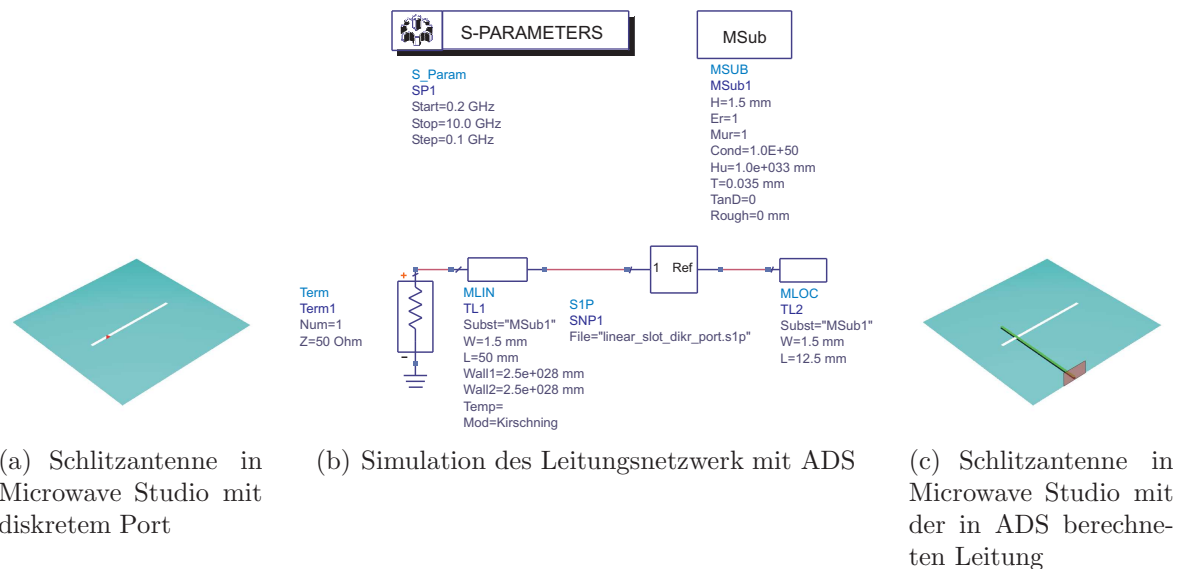 S-PARAMETERS
S_Param
SP1
Start=0.2 GHz
Stop=10.0 GHz
Step=0.1 GHz
MSub
MSUB
MSub1
H=1.5 mm
Er=1
Mur=1
Cond=1.0E+50
Hu=1.0e+033 mm
T=0.035 mm
TanD=0
Rough=0 mm
+
-
Term
Term1
Num=1
Z=50 Ohm
MLIN
TL1
Subst="MSub1"
W=1.5 mm
L=50 mm
Wall1=2.5e+028 mm
Wall2=2.5e+028 mm
Temp=
Mod=Kirschning
1 Ref
S1P
SNP1
File="linear_slot_dikr_port.s1p"
MLOC
TL2
Subst="MSub1"
W=1.5 mm
L=12.5 mm
(a) Schlitzantenne in
Microwave Studio mit
diskretem Port
(b) Simulation des Leitungsnetzwerk mit ADS
(c) Schlitzantenne in
Microwave Studio mit
der in ADS berechne-
ten Leitung